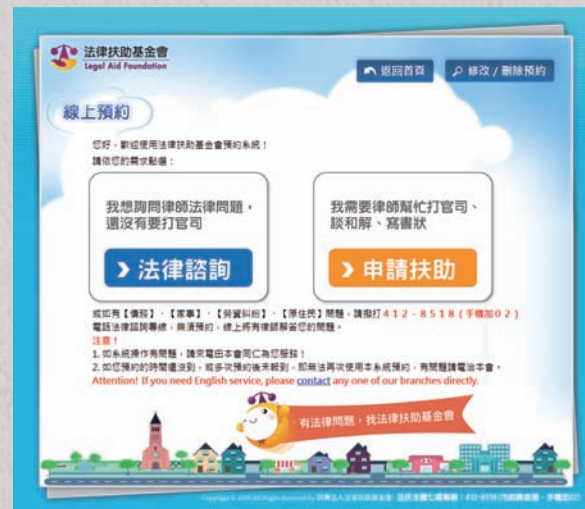 法律扶助基金會
Legal Aid Foundation
返回首頁
修改 / 刪除預約
線上預約
您好，歡迎使用法律扶助基金會預約系統！
請依您的需求點選：
我想詢問律師法律問題，
還沒有要打官司
法律諮詢
我需要律師幫忙打官司、
談和解、寫書狀
申請扶助
或如有【債務】、【家事】、【勞資糾紛】、【原住民】問題，請撥打412-8518(手機加02)
電話法律諮詢專線，無須預約，線上將有律師解答您的問題。
注意！
1. 如系統操作有問題，請來電由本會同仁為您服務！
2. 如您預約的時間還沒到，或多次預約後未報到，即無法再次使用本系統預約，有問題請電洽本會。
Attention! If you need English service, please contact any one of our branches directly.
有法律問題，找法律扶助基金會